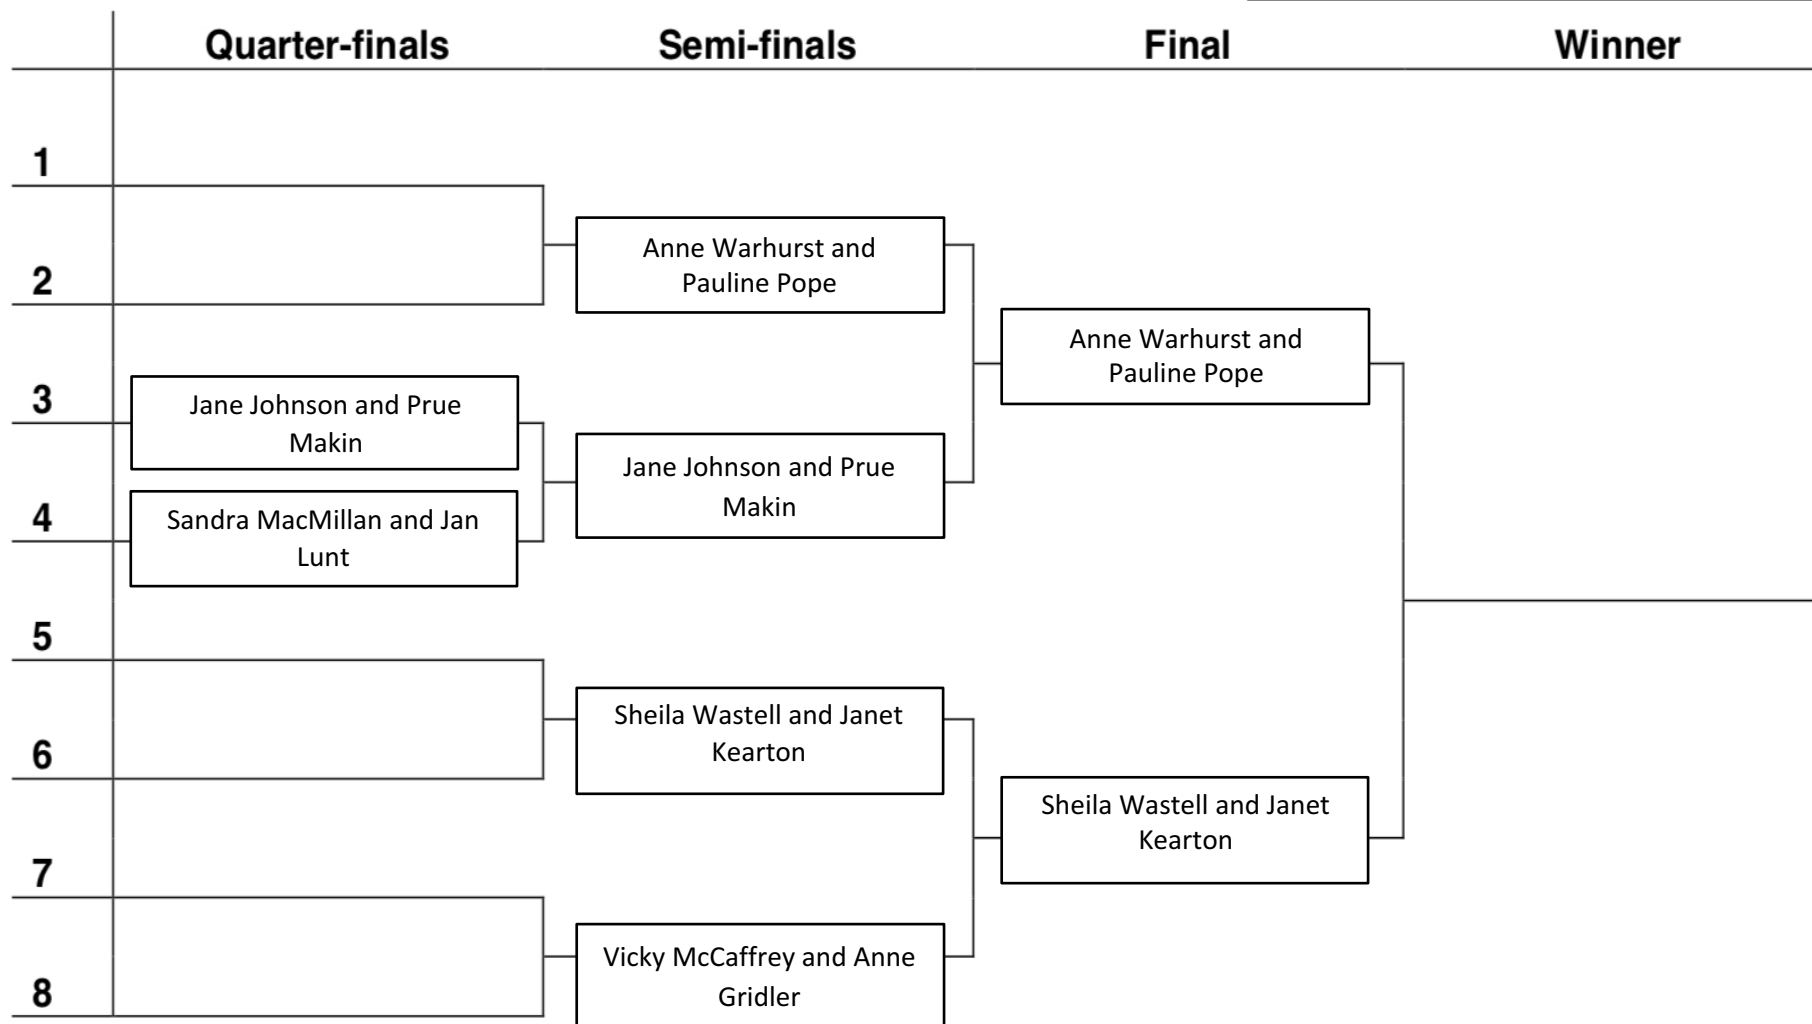 Quarter-finals Semi-finals Final Winner
1
2
Anne Warhurst and
Pauline Pope
Anne Warhurst and
Pauline Pope
3
Jane Johnson and Prue
Makin
Jane Johnson and Prue
Makin
4
Sandra MacMillan and Jan
Lunt
5
6
Sheila Wastell and Janet
Kearton
Sheila Wastell and Janet
Kearton
7
8
Vicky McCaffrey and Anne
Gridler